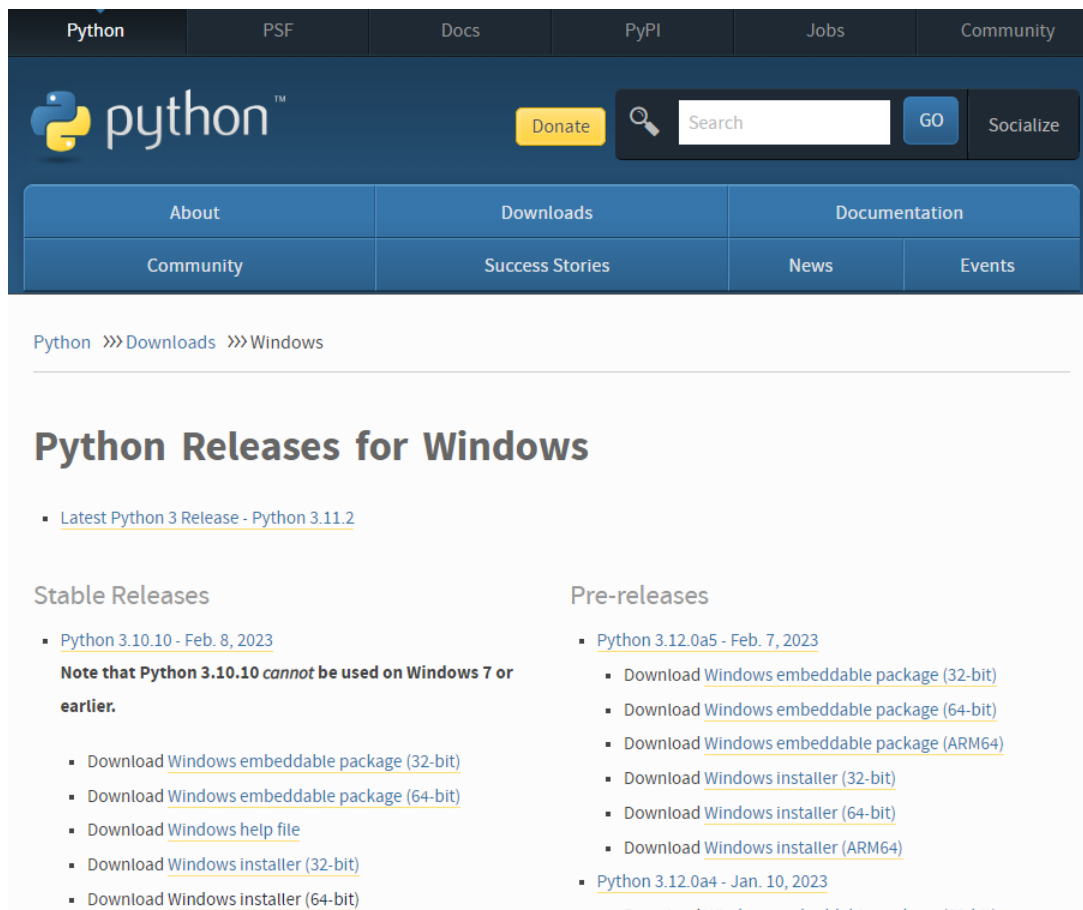 Python PSF Docs PyPI Jobs Community
python™ Donate Search GO Socialize
About Downloads Documentation
Community Success Stories News Events
Python >>> Downloads >>> Windows
Python Releases for Windows
Latest Python 3 Release - Python 3.11.2
Stable Releases
Python 3.10.10 - Feb. 8, 2023
Note that Python 3.10.10 cannot be used on Windows 7 or
earlier.
Download Windows embeddable package (32-bit)
Download Windows embeddable package (64-bit)
Download Windows help file
Download Windows installer (32-bit)
Download Windows installer (64-bit)
Pre-releases
Python 3.12.0a5 - Feb. 7, 2023
Download Windows embeddable package (32-bit)
Download Windows embeddable package (64-bit)
Download Windows embeddable package (ARM64)
Download Windows installer (32-bit)
Download Windows installer (64-bit)
Download Windows installer (ARM64)
Python 3.12.0a4 - Jan. 10, 2023